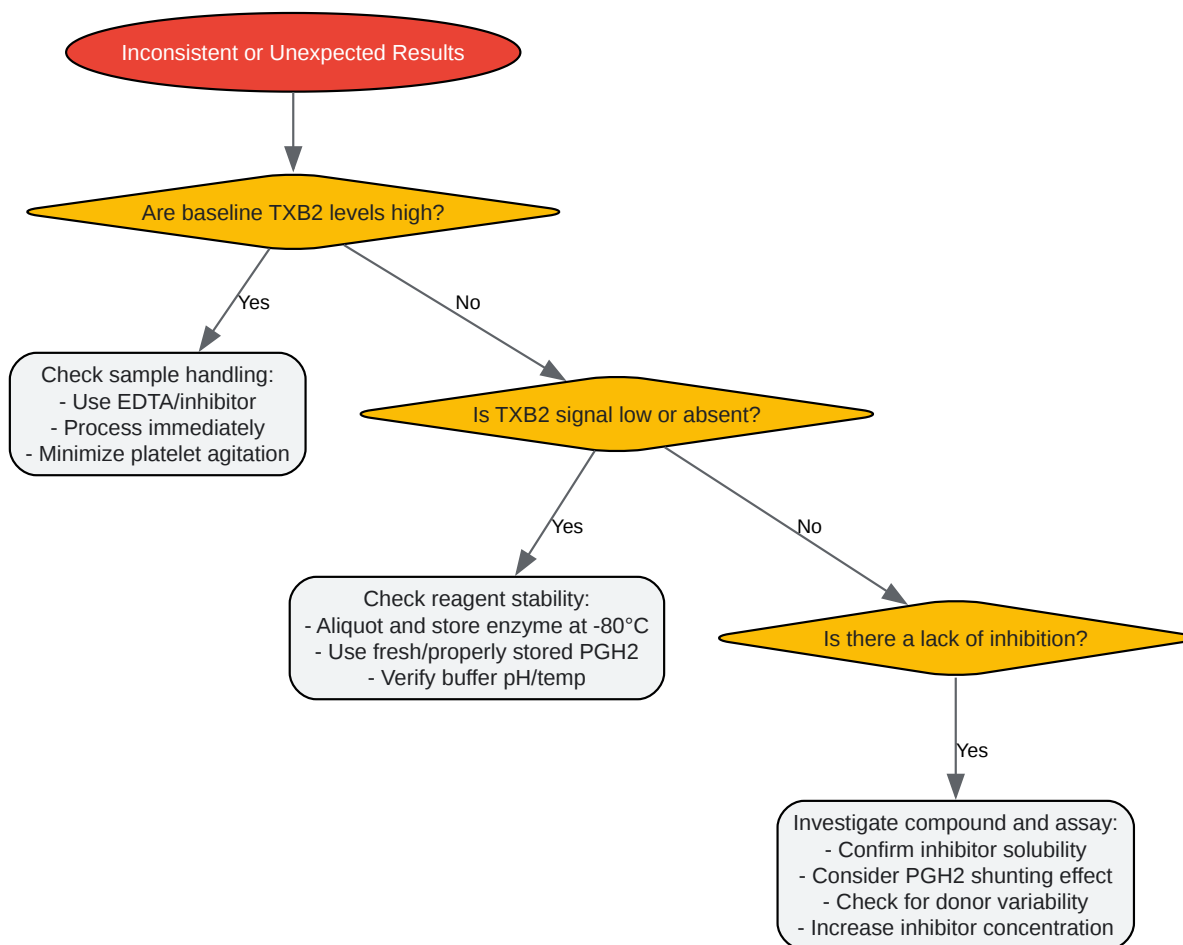 Inconsistent or Unexpected Results
Are baseline TXB2 levels high?
Yes
No
Check sample handling:
- Use EDTA/inhibitor
- Process immediately
- Minimize platelet agitation
Is TXB2 signal low or absent?
Yes
No
Check reagent stability:
- Aliquot and store enzyme at -80°C
- Use fresh/properly stored PGH2
- Verify buffer pH/temp
Is there a lack of inhibition?
Yes
Investigate compound and assay:
- Confirm inhibitor solubility
- Consider PGH2 shunting effect
- Check for donor variability
- Increase inhibitor concentration